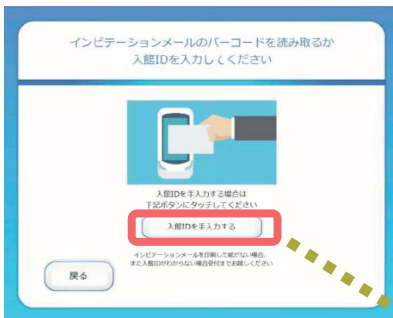 インビテーションメールのバーコードを読み取るか
入館IDを入力してください
入館IDを手入力する場合は
下記ボタンにタッチしてください
入館IDを手入力する
インビテーションメールを印刷した紙がない場合、
また入館IDがわからない場合受付までお越しください
戻る